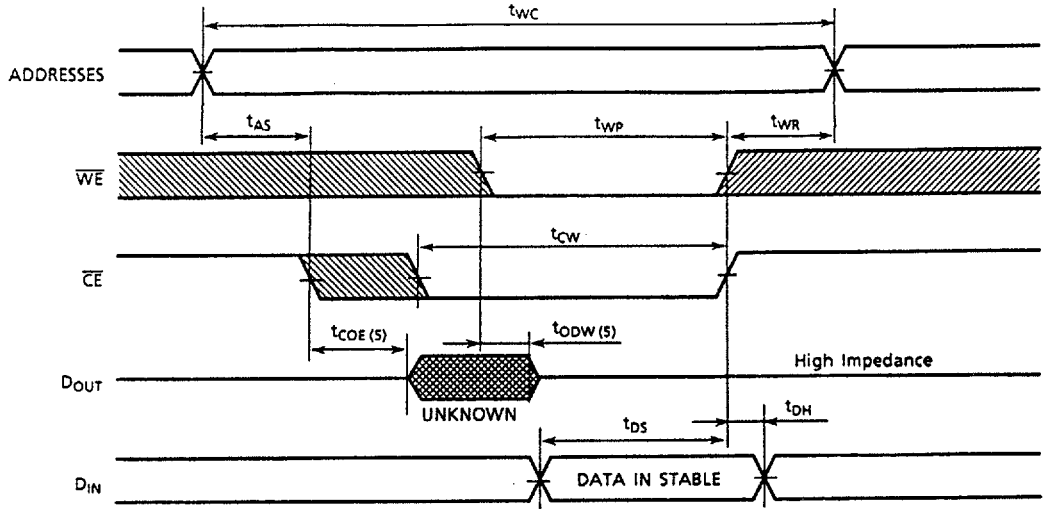 tWC
ADDRESSES
tAS
tWP
tWR
WE
tCW
CE
tCOE (5)
tODW (5)
High Impedance
DOUT
UNKNOWN
tDS
tDH
DIN
DATA IN STABLE